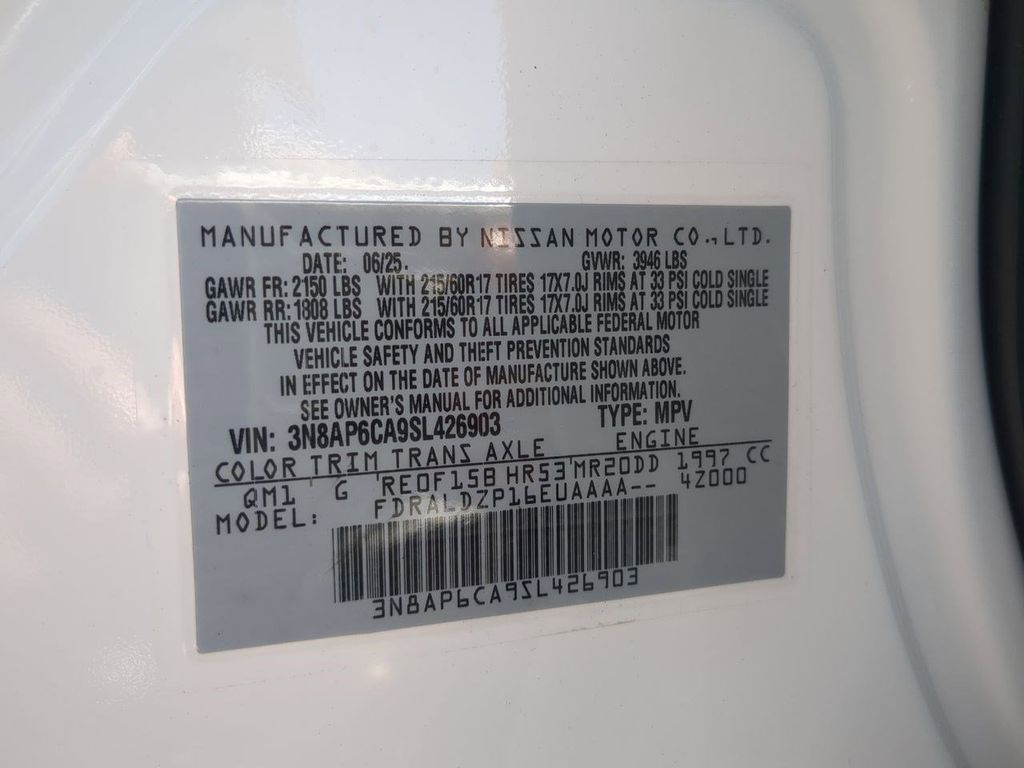 MANUFACTURED BY NISSAN MOTOR CO.,LTD.
DATE: 06/25. GVWR: 3946 LBS
GAWR FR: 2150 LBS WITH 215/60R17 TIRES 17X7.0J RIMS AT 33 PSI COLD SINGLE
GAWR RR: 1808 LBS WITH 215/60R17 TIRES 17X7.0J RIMS AT 33 PSI COLD SINGLE
THIS VEHICLE CONFORMS TO ALL APPLICABLE FEDERAL MOTOR
VEHICLE SAFETY AND THEFT PREVENTION STANDARDS
IN EFFECT ON THE DATE OF MANUFACTURE SHOWN ABOVE.
SEE OWNER'S MANUAL FOR ADDITIONAL INFORMATION.
VIN: 3N8AP6CA9SL426903 TYPE: MPV
COLOR TRIM TRANS AXLE ENGINE
QM1 G RE0F15B HR53 MR20DD 1997 CC
MODEL: FDRALDZP16EUAAAA-- 42000
3N8AP6CA9SL426903